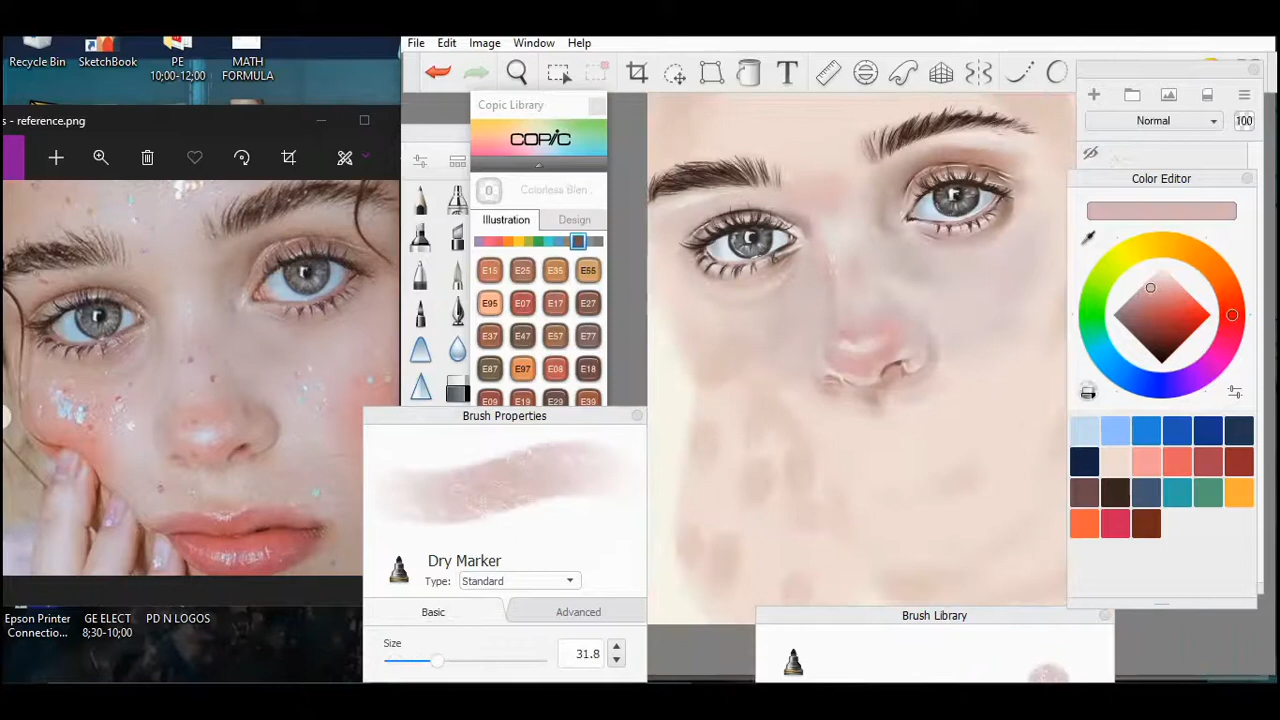 File Edit Image Window Help
Recycle Bin SketchBook PE MATH
10;00-12;00 FORMULA
s - reference.png
Copic Library
COPIC
Normal 100
Color Editor
0 Colorless Blen...
Illustration Design
E15 E25 E35 E55
E95 E07 E17 E27
E37 E47 E57 E77
E87 E97 E08 E18
E09 E19 E29 E39
Brush Properties
Dry Marker
Type: Standard
Basic Advanced
Size
31.8
Epson Printer GE ELECT PD N LOGOS
Connectio... 8;30-10;00
Brush Library